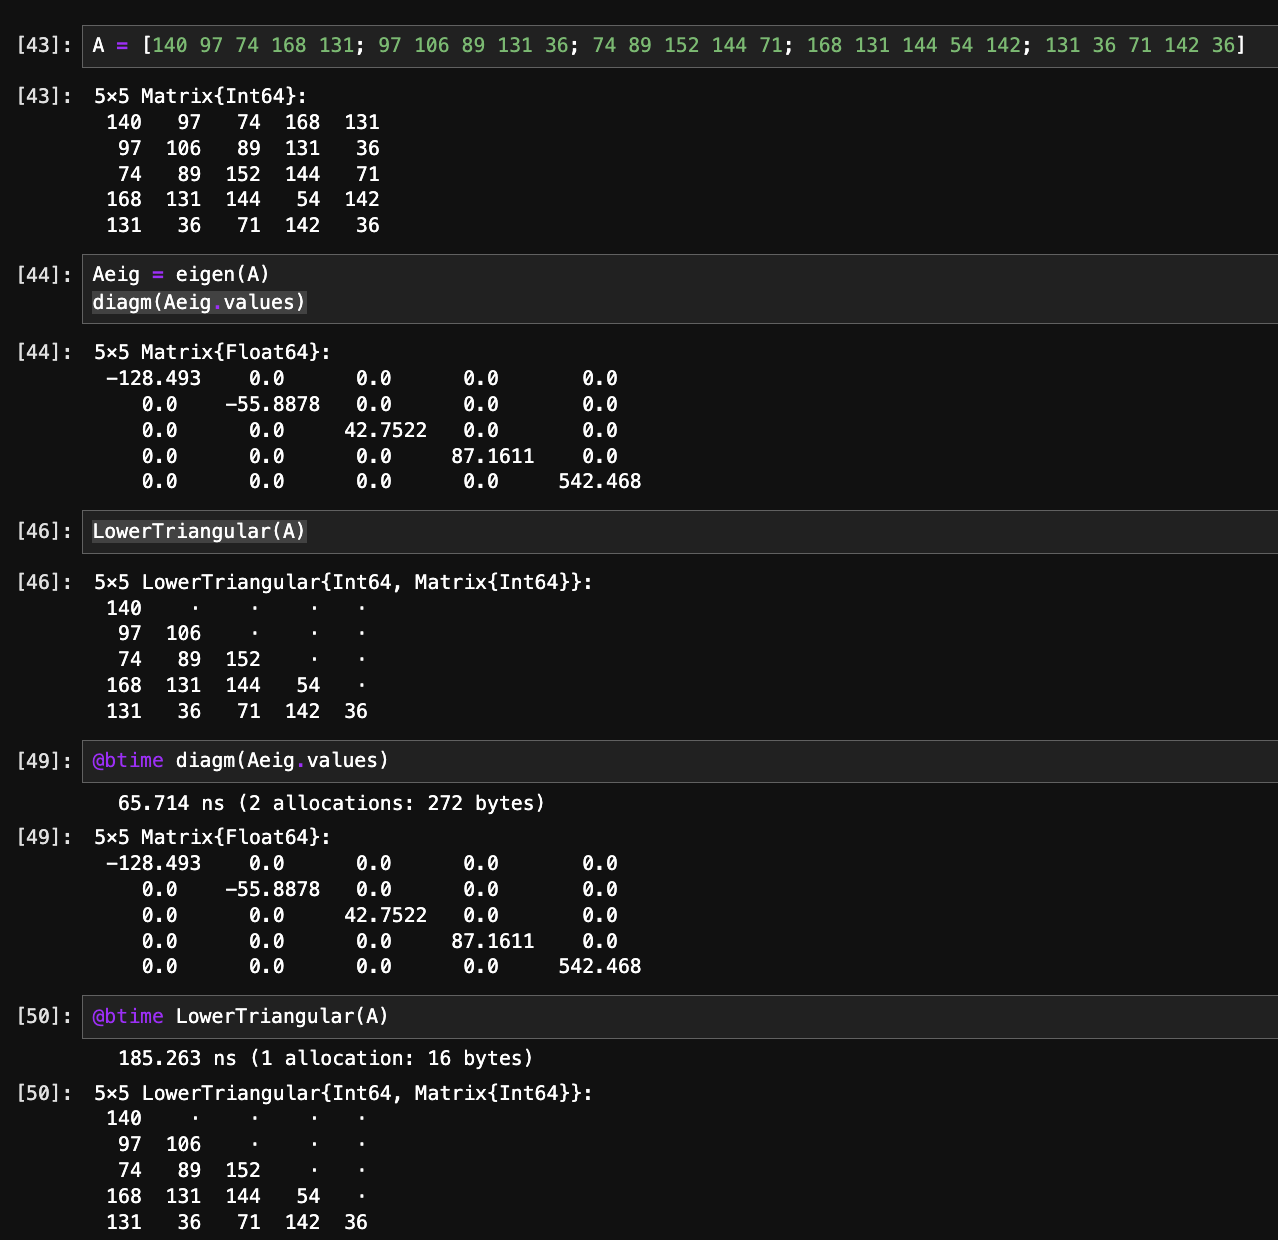 [43]: A = [140 97 74 168 131; 97 106 89 131 36; 74 89 152 144 71; 168 131 144 54 142; 131 36 71 142 36]
[43]: 5×5 Matrix{Int64}:
140 97 74 168 131
97 106 89 131 36
74 89 152 144 71
168 131 144 54 142
131 36 71 142 36
[44]: Aeig = eigen(A)
diagm(Aeig.values)
[44]: 5×5 Matrix{Float64}:
-128.493 0.0 0.0 0.0 0.0
0.0 -55.8878 0.0 0.0 0.0
0.0 0.0 42.7522 0.0 0.0
0.0 0.0 0.0 87.1611 0.0
0.0 0.0 0.0 0.0 542.468
[46]: LowerTriangular(A)
[46]: 5×5 LowerTriangular{Int64, Matrix{Int64}}:
140 ⋅ ⋅ ⋅ ⋅
97 106 ⋅ ⋅ ⋅
74 89 152 ⋅ ⋅
168 131 144 54 ⋅
131 36 71 142 36
[49]: @btime diagm(Aeig.values)
65.714 ns (2 allocations: 272 bytes)
[49]: 5×5 Matrix{Float64}:
-128.493 0.0 0.0 0.0 0.0
0.0 -55.8878 0.0 0.0 0.0
0.0 0.0 42.7522 0.0 0.0
0.0 0.0 0.0 87.1611 0.0
0.0 0.0 0.0 0.0 542.468
[50]: @btime LowerTriangular(A)
185.263 ns (1 allocation: 16 bytes)
[50]: 5×5 LowerTriangular{Int64, Matrix{Int64}}:
140 ⋅ ⋅ ⋅ ⋅
97 106 ⋅ ⋅ ⋅
74 89 152 ⋅ ⋅
168 131 144 54 ⋅
131 36 71 142 36